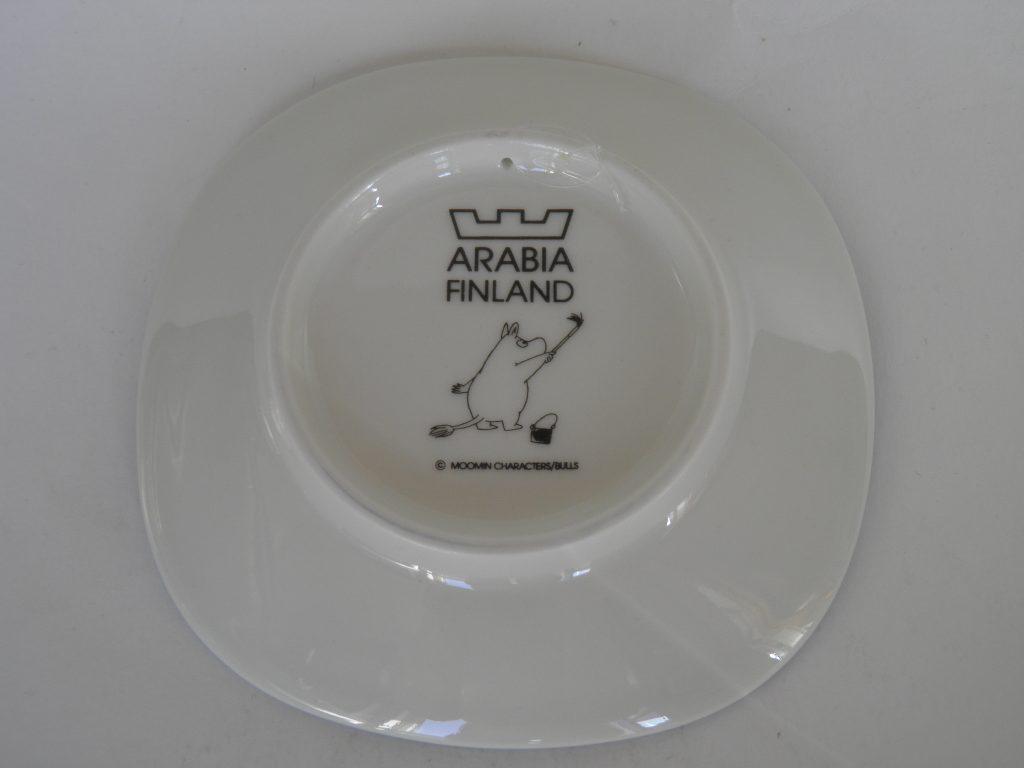 ARABIA
FINLAND
© MOOMIN CHARACTERS/BULLS